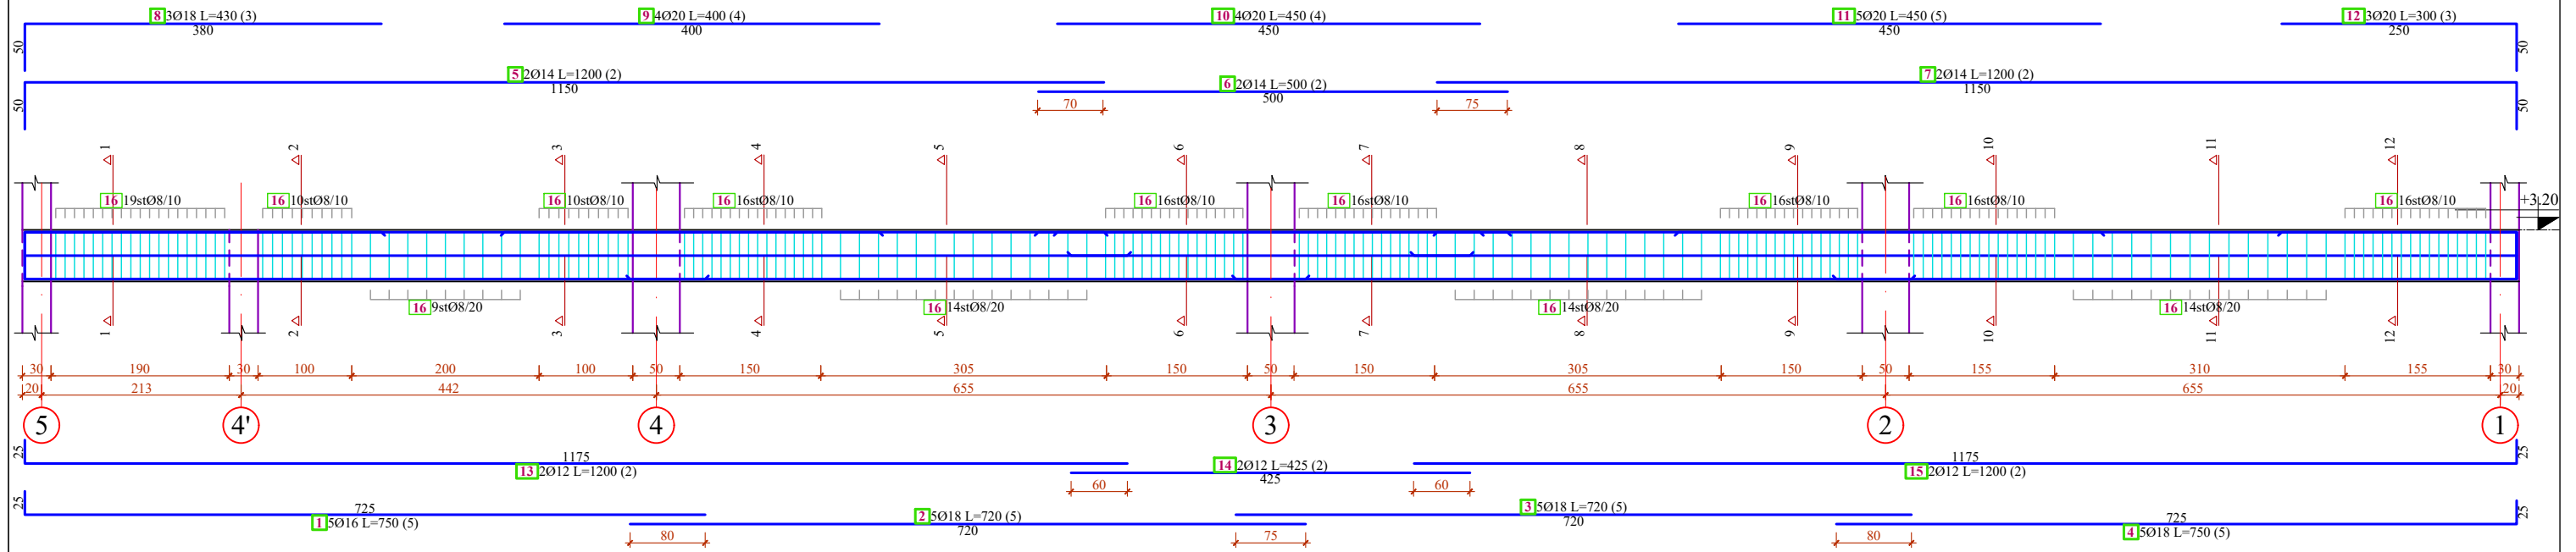 8 3Ø18 L=430 (3) 9 4Ø20 L=400 (4) 10 4Ø20 L=450 (4) 11 5Ø20 L=450 (5) 12 3Ø20 L=300 (3)
380 400 450 450 250
50 50
5 2Ø14 L=1200 (2) 6 2Ø14 L=500 (2) 7 2Ø14 L=1200 (2)
1150 500 1150
50 70 75 50
1 2 3 4 5 6 7 8 9 10 11 12
16 19stØ8/10 16 10stØ8/10 16 10stØ8/10 16 16stØ8/10 16 16stØ8/10 16 16stØ8/10 16 16stØ8/10 16 16stØ8/10 16 16stØ8/10 +3.20
16 9stØ8/20 16 14stØ8/20 16 14stØ8/20 16 14stØ8/20
1 2 3 4 5 6 7 8 9 10 11 12
30 190 30 100 200 100 50 150 305 150 50 150 305 150 50 155 310 155 30
20 213 442 655 655 655 20
5 4' 4 3 2 1
25 1175 1175 25
13 2Ø12 L=1200 (2) 14 2Ø12 L=425 (2) 15 2Ø12 L=1200 (2)
425
60 60
25 725 3 5Ø18 L=720 (5) 25
1 5Ø16 L=750 (5) 2 5Ø18 L=720 (5) 720 725
720 4 5Ø18 L=750 (5)
80 75 80